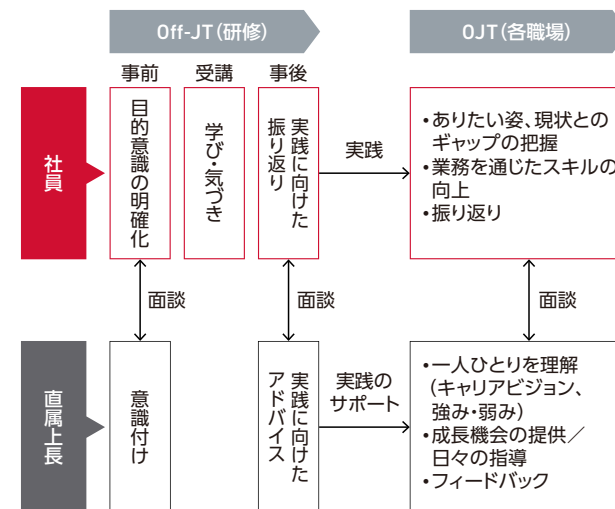 Off-JT（研修）
OJT（各職場）
事前
受講
事後
社員
目的意識の明確化
学び・気づき
実践に向けた
振り返り
実践
・ありたい姿、現状との
ギャップの把握
・業務を通じたスキルの
向上
・振り返り
面談
面談
面談
直属上長
意識付け
実践に向けた
アドバイス
実践の
サポート
・一人ひとりを理解
（キャリアビジョン、
強み・弱み）
・成長機会の提供／
日々の指導
・フィードバック